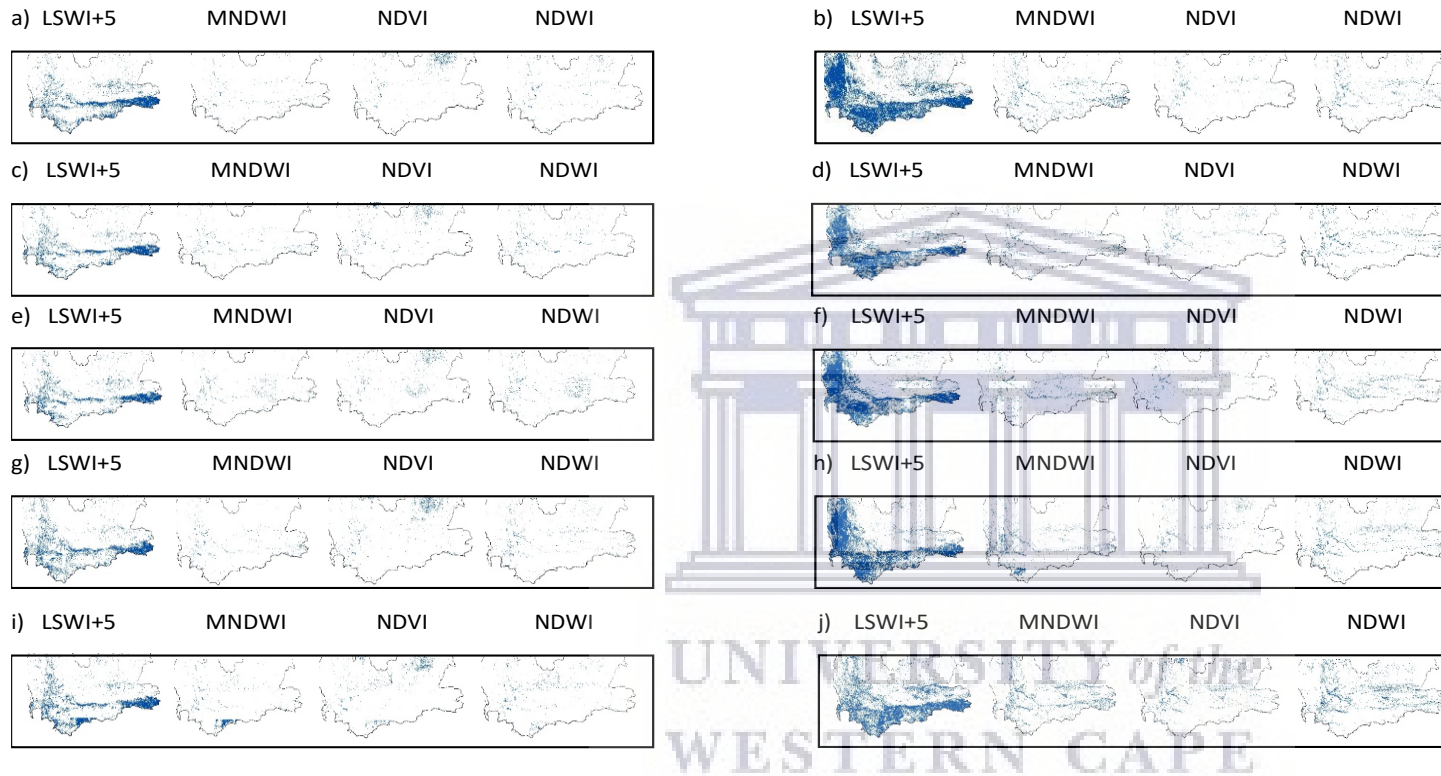 a) LSWI+5 MNDWI NDVI NDWI
b) LSWI+5 MNDWI NDVI NDWI
c) LSWI+5 MNDWI NDVI NDWI
d) LSWI+5 MNDWI NDVI NDWI
e) LSWI+5 MNDWI NDVI NDWI
f) LSWI+5 MNDWI NDVI NDWI
g) LSWI+5 MNDWI NDVI NDWI
h) LSWI+5 MNDWI NDVI NDWI
i) LSWI+5 MNDWI NDVI NDWI
j) LSWI+5 MNDWI NDVI NDWI
UNIVERSITY of the
WESTERN CAPE